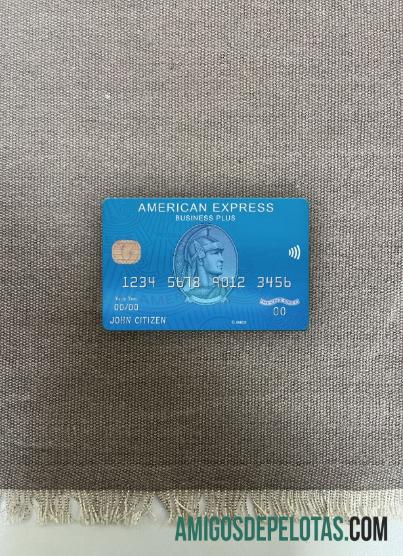 AMERICAN EXPRESS
BUSINESS PLUS
1234 5678 9012 3456
00/00
00
JOHN CITIZEN
AMIGOSDEPELOTAS.COM